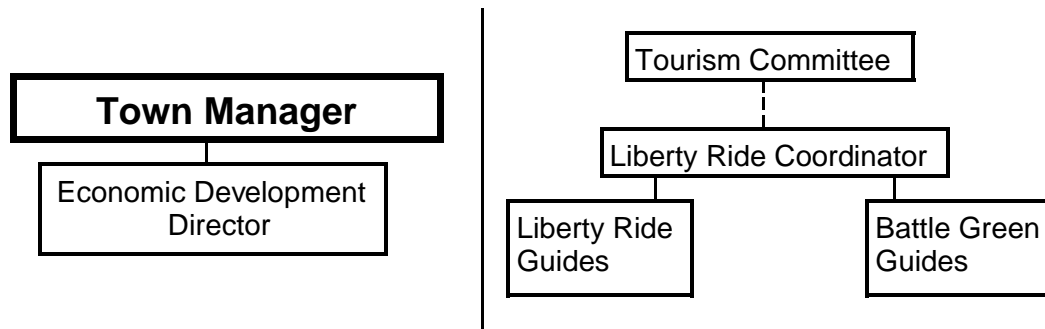 Town Manager
Economic Development
Director
Tourism Committee
Liberty Ride Coordinator
Liberty Ride
Guides
Battle Green
Guides